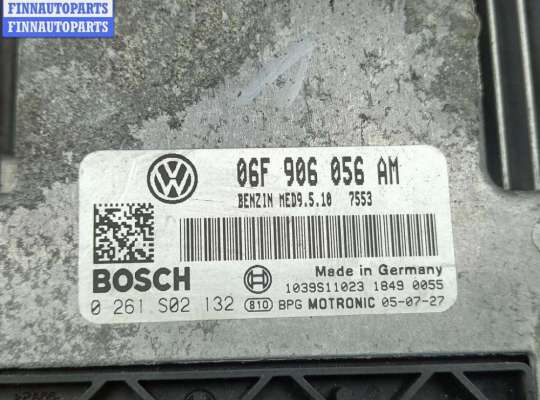 FINNAUTOPARTS
FINNAUTOPARTS
06F 906 056 AM
BENZIN MED9.5.10 7553
BOSCH
Made in Germany
1039S11023 1849 0055
0 261 S02 132 810 BPG MOTRONIC 05-07-27